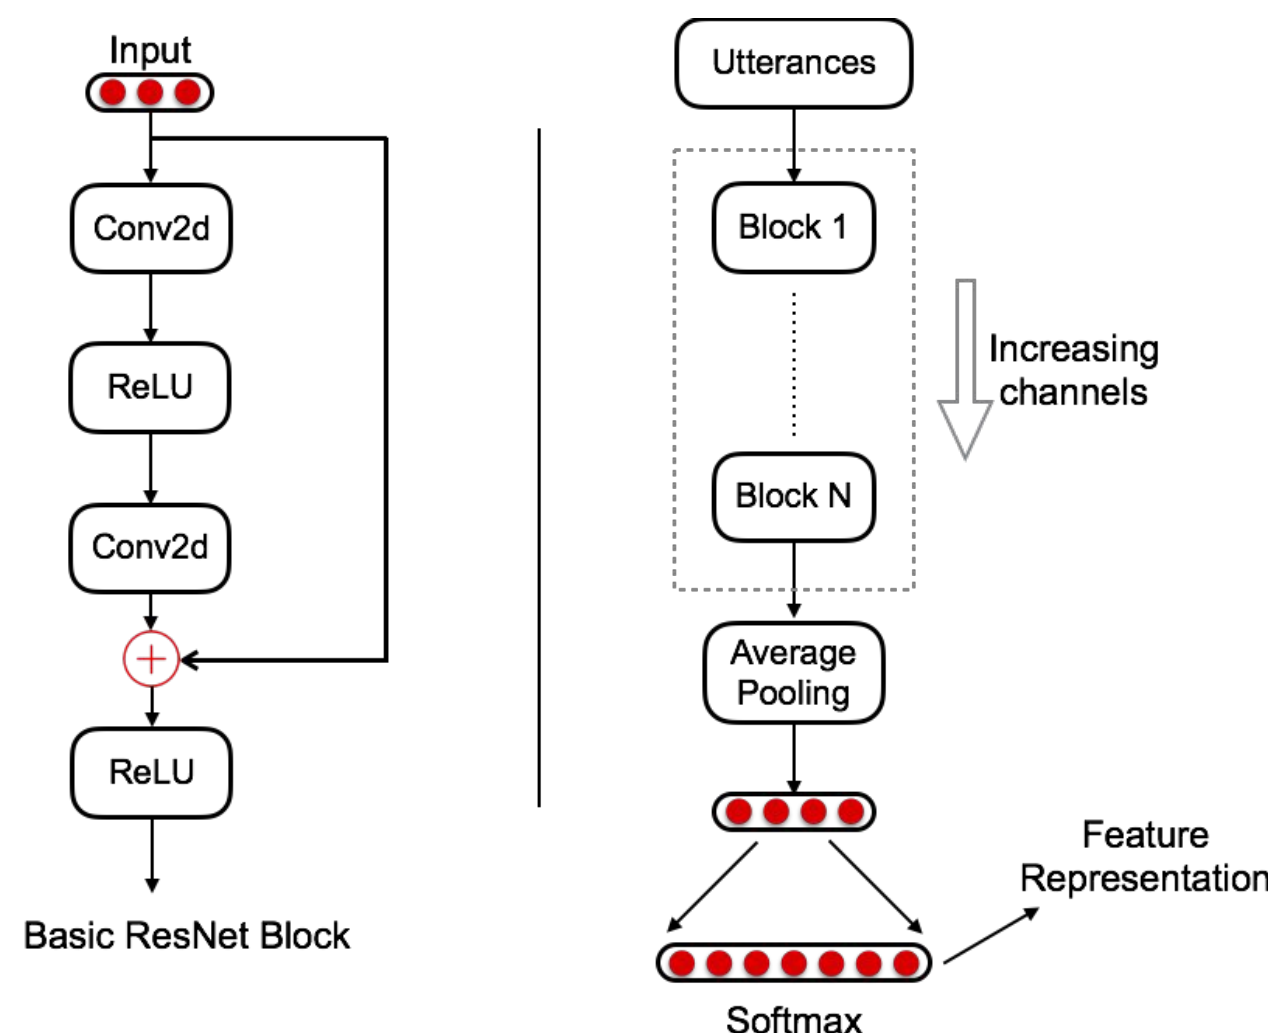 Input
Conv2d
ReLU
Conv2d
+
ReLU
Basic ResNet Block
Utterances
Block 1
Block N
Increasing
channels
Average
Pooling
Feature
Representation
Softmax